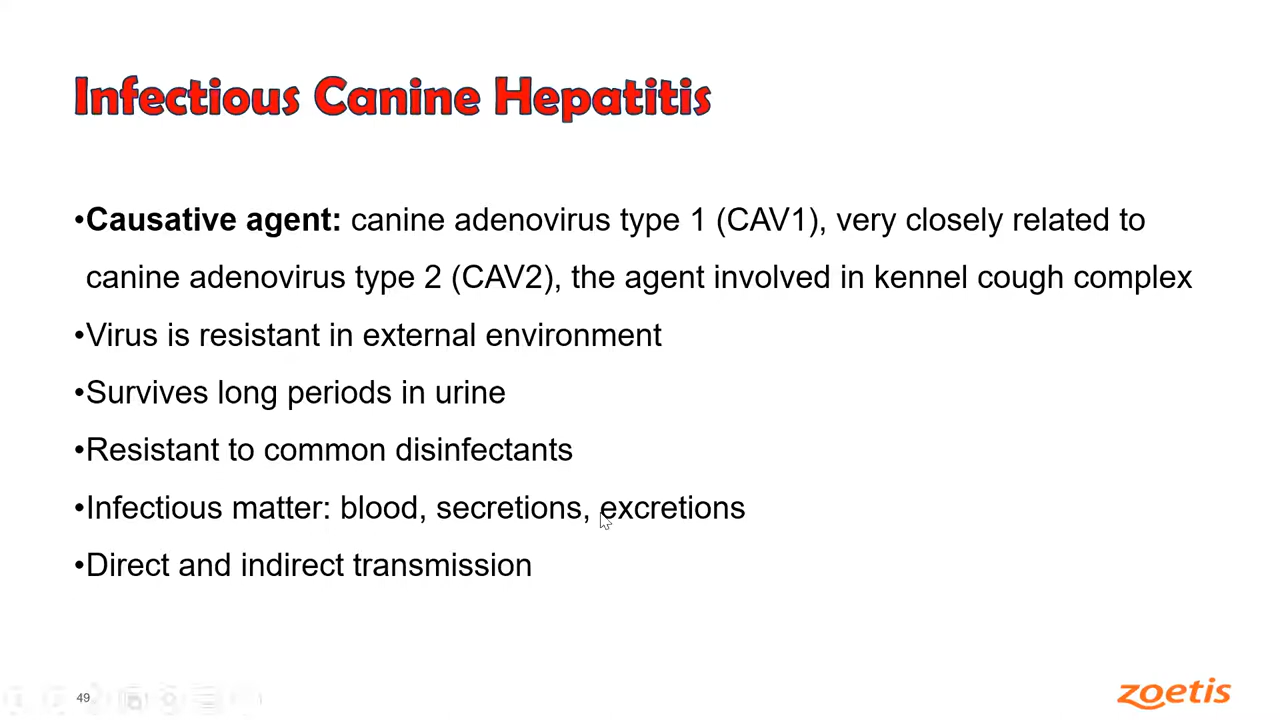 Infectious Canine Hepatitis
•Causative agent: canine adenovirus type 1 (CAV1), very closely related to
canine adenovirus type 2 (CAV2), the agent involved in kennel cough complex
•Virus is resistant in external environment
•Survives long periods in urine
•Resistant to common disinfectants
•Infectious matter: blood, secretions, excretions
•Direct and indirect transmission
49
zoetis